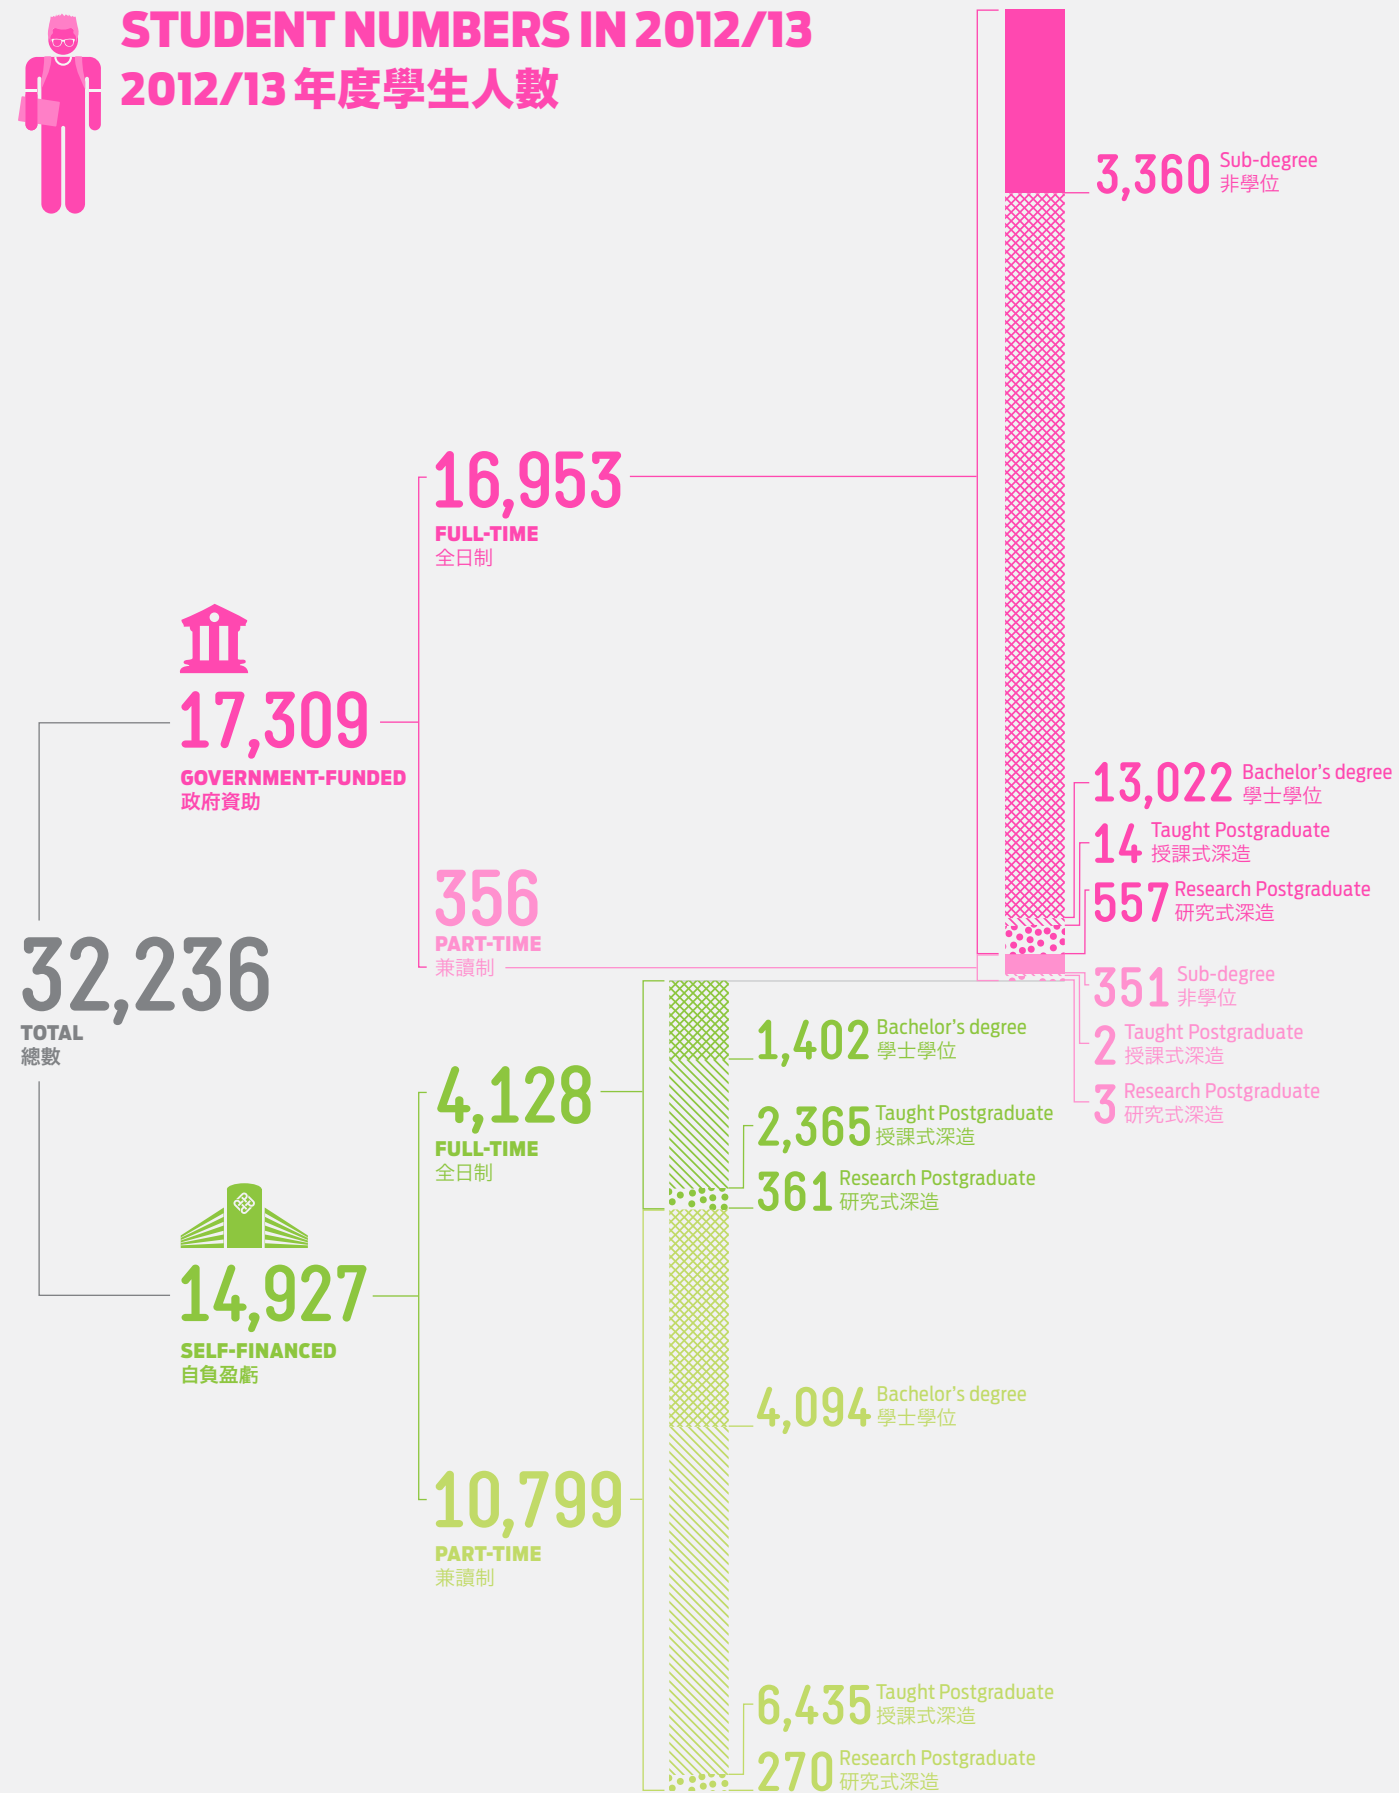 STUDENT NUMBERS IN 2012/13
2012/13 年度學生人數
3,360 Sub-degree
非學位
16,953
FULL-TIME
全日制
17,309
GOVERNMENT-FUNDED
政府資助
13,022 Bachelor's degree
學士學位
14 Taught Postgraduate
授課式深造
557 Research Postgraduate
研究式深造
356
PART-TIME
兼讀制
351 Sub-degree
非學位
2 Taught Postgraduate
授課式深造
3 Research Postgraduate
研究式深造
32,236
TOTAL
總數
1,402 Bachelor's degree
學士學位
4,128
FULL-TIME
全日制
2,365 Taught Postgraduate
授課式深造
361 Research Postgraduate
研究式深造
14,927
SELF-FINANCED
自負盈虧
4,094 Bachelor's degree
學士學位
10,799
PART-TIME
兼讀制
6,435 Taught Postgraduate
授課式深造
270 Research Postgraduate
研究式深造